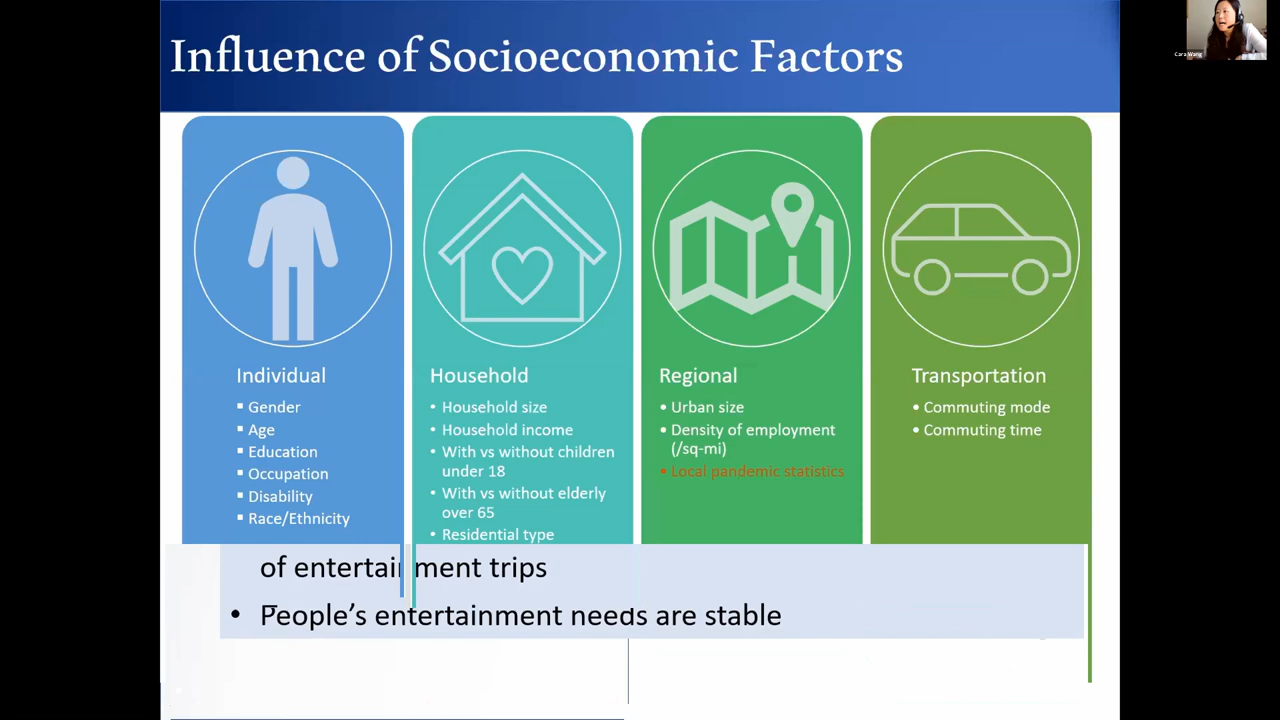 Influence of Socioeconomic Factors
Cara Wang
Individual
▪ Gender
▪ Age
▪ Education
▪ Occupation
▪ Disability
▪ Race/Ethnicity
Household
• Household size
• Household income
• With vs without children
under 18
• With vs without elderly
over 65
• Residential type
Regional
• Urban size
• Density of employment
(/sq-mi)
• Local pandemic statistics
Transportation
• Commuting mode
• Commuting time
of entertainment trips
• People's entertainment needs are stable